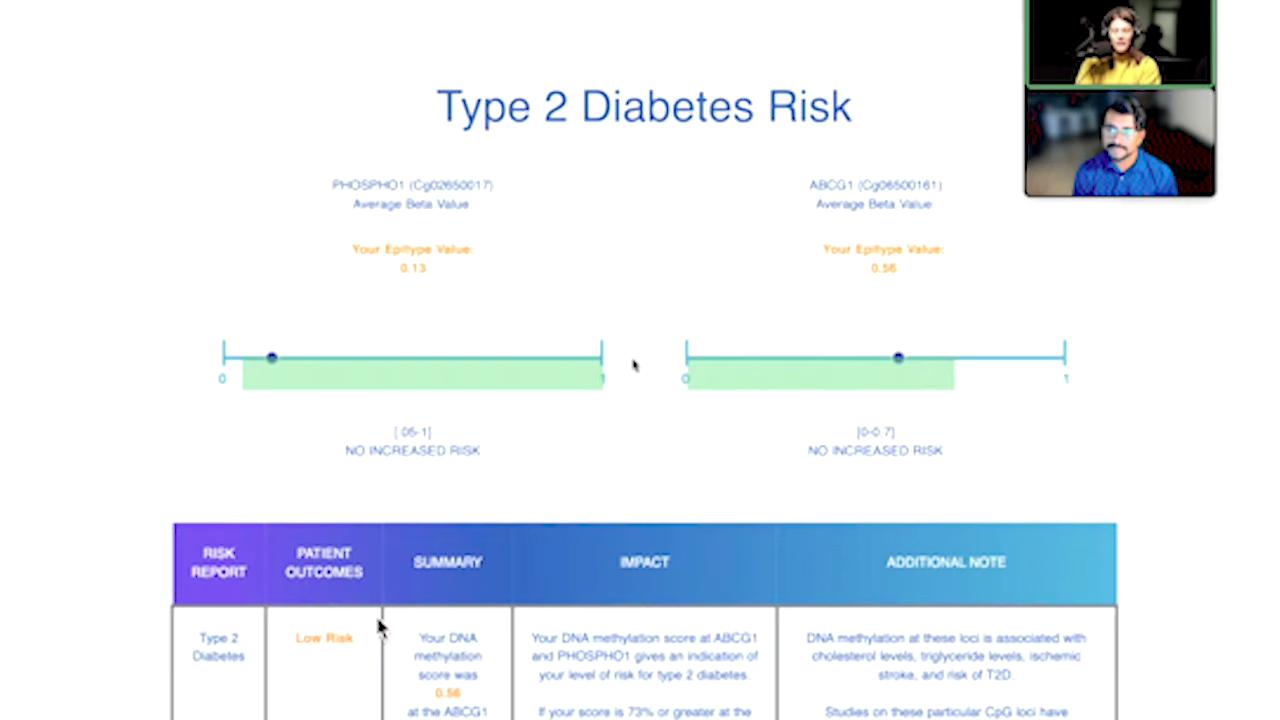 Type 2 Diabetes Risk
PHOSPHO1 (Cg02650017)
Average Beta Value
Your Epitype Value:
0.13
ABCG1 (Cg06500161)
Average Beta Value
Your Epitype Value:
0.56
0
1
0
1
[.05-1]
NO INCREASED RISK
[0-0.7]
NO INCREASED RISK
RISK
REPORT
PATIENT
OUTCOMES
SUMMARY
IMPACT
ADDITIONAL NOTE
Type 2
Diabetes
Low Risk
Your DNA
methylation
score was
0.56
at the ABCG1
Your DNA methylation score at ABCG1
and PHOSPHO1 gives an indication of
your level of risk for type 2 diabetes.
If your score is 73% or greater at the
DNA methylation at these loci is associated with
cholesterol levels, triglyceride levels, ischemic
stroke, and risk of T2D.
Studies on these particular CpG loci have